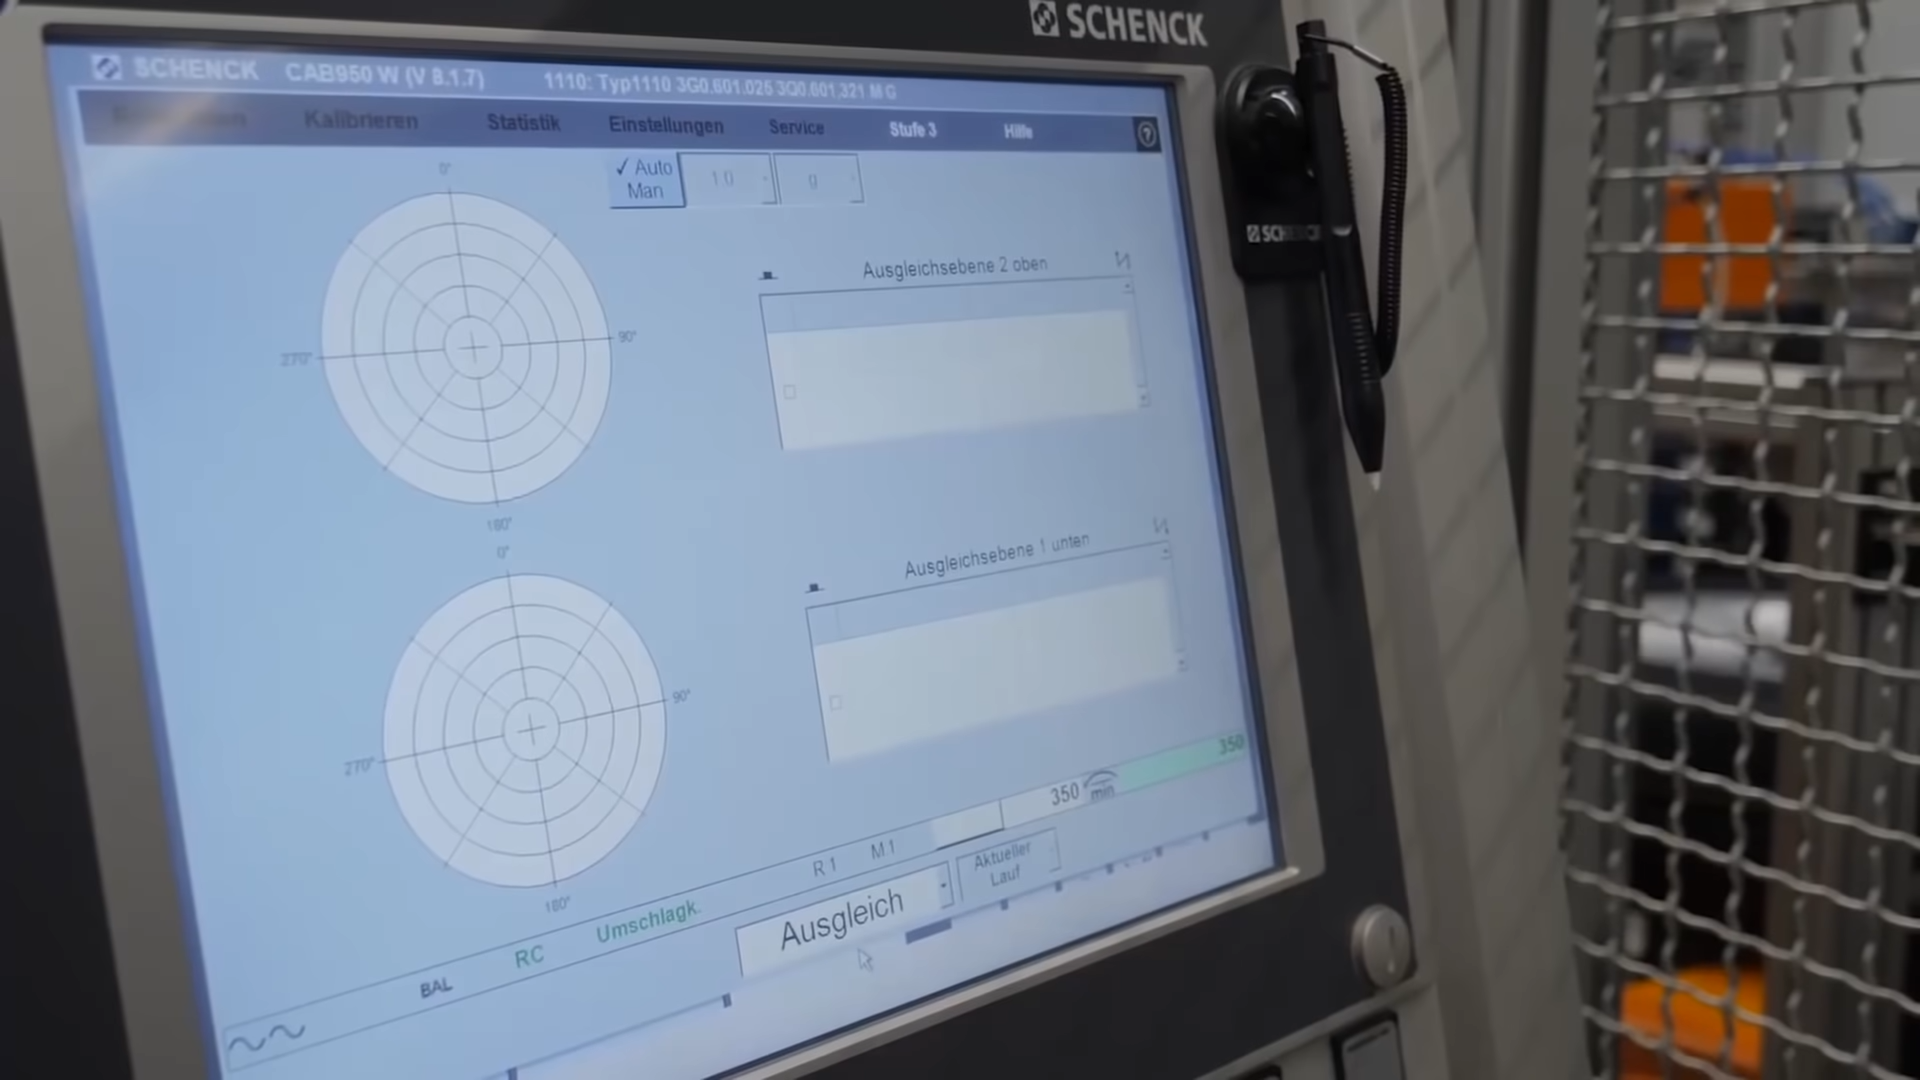 SCHENCK
SCHENCK CAB950 W (V 8.1.7) 1110: Typ1110 3G0.601.025 3Q0.601.321 M G
Kalibrieren Statistik Einstellungen Service Stufe 3 Hilfe ?
✓ Auto
Man
1.0 g
0°
90°
270°
180°
Ausgleichsebene 2 oben
SCHENCK
0°
90°
270°
180°
Ausgleichsebene 1 unten
350 min 350
BAL RC Umschlagk. R 1 M 1
Ausgleich
Aktueller
Lauf